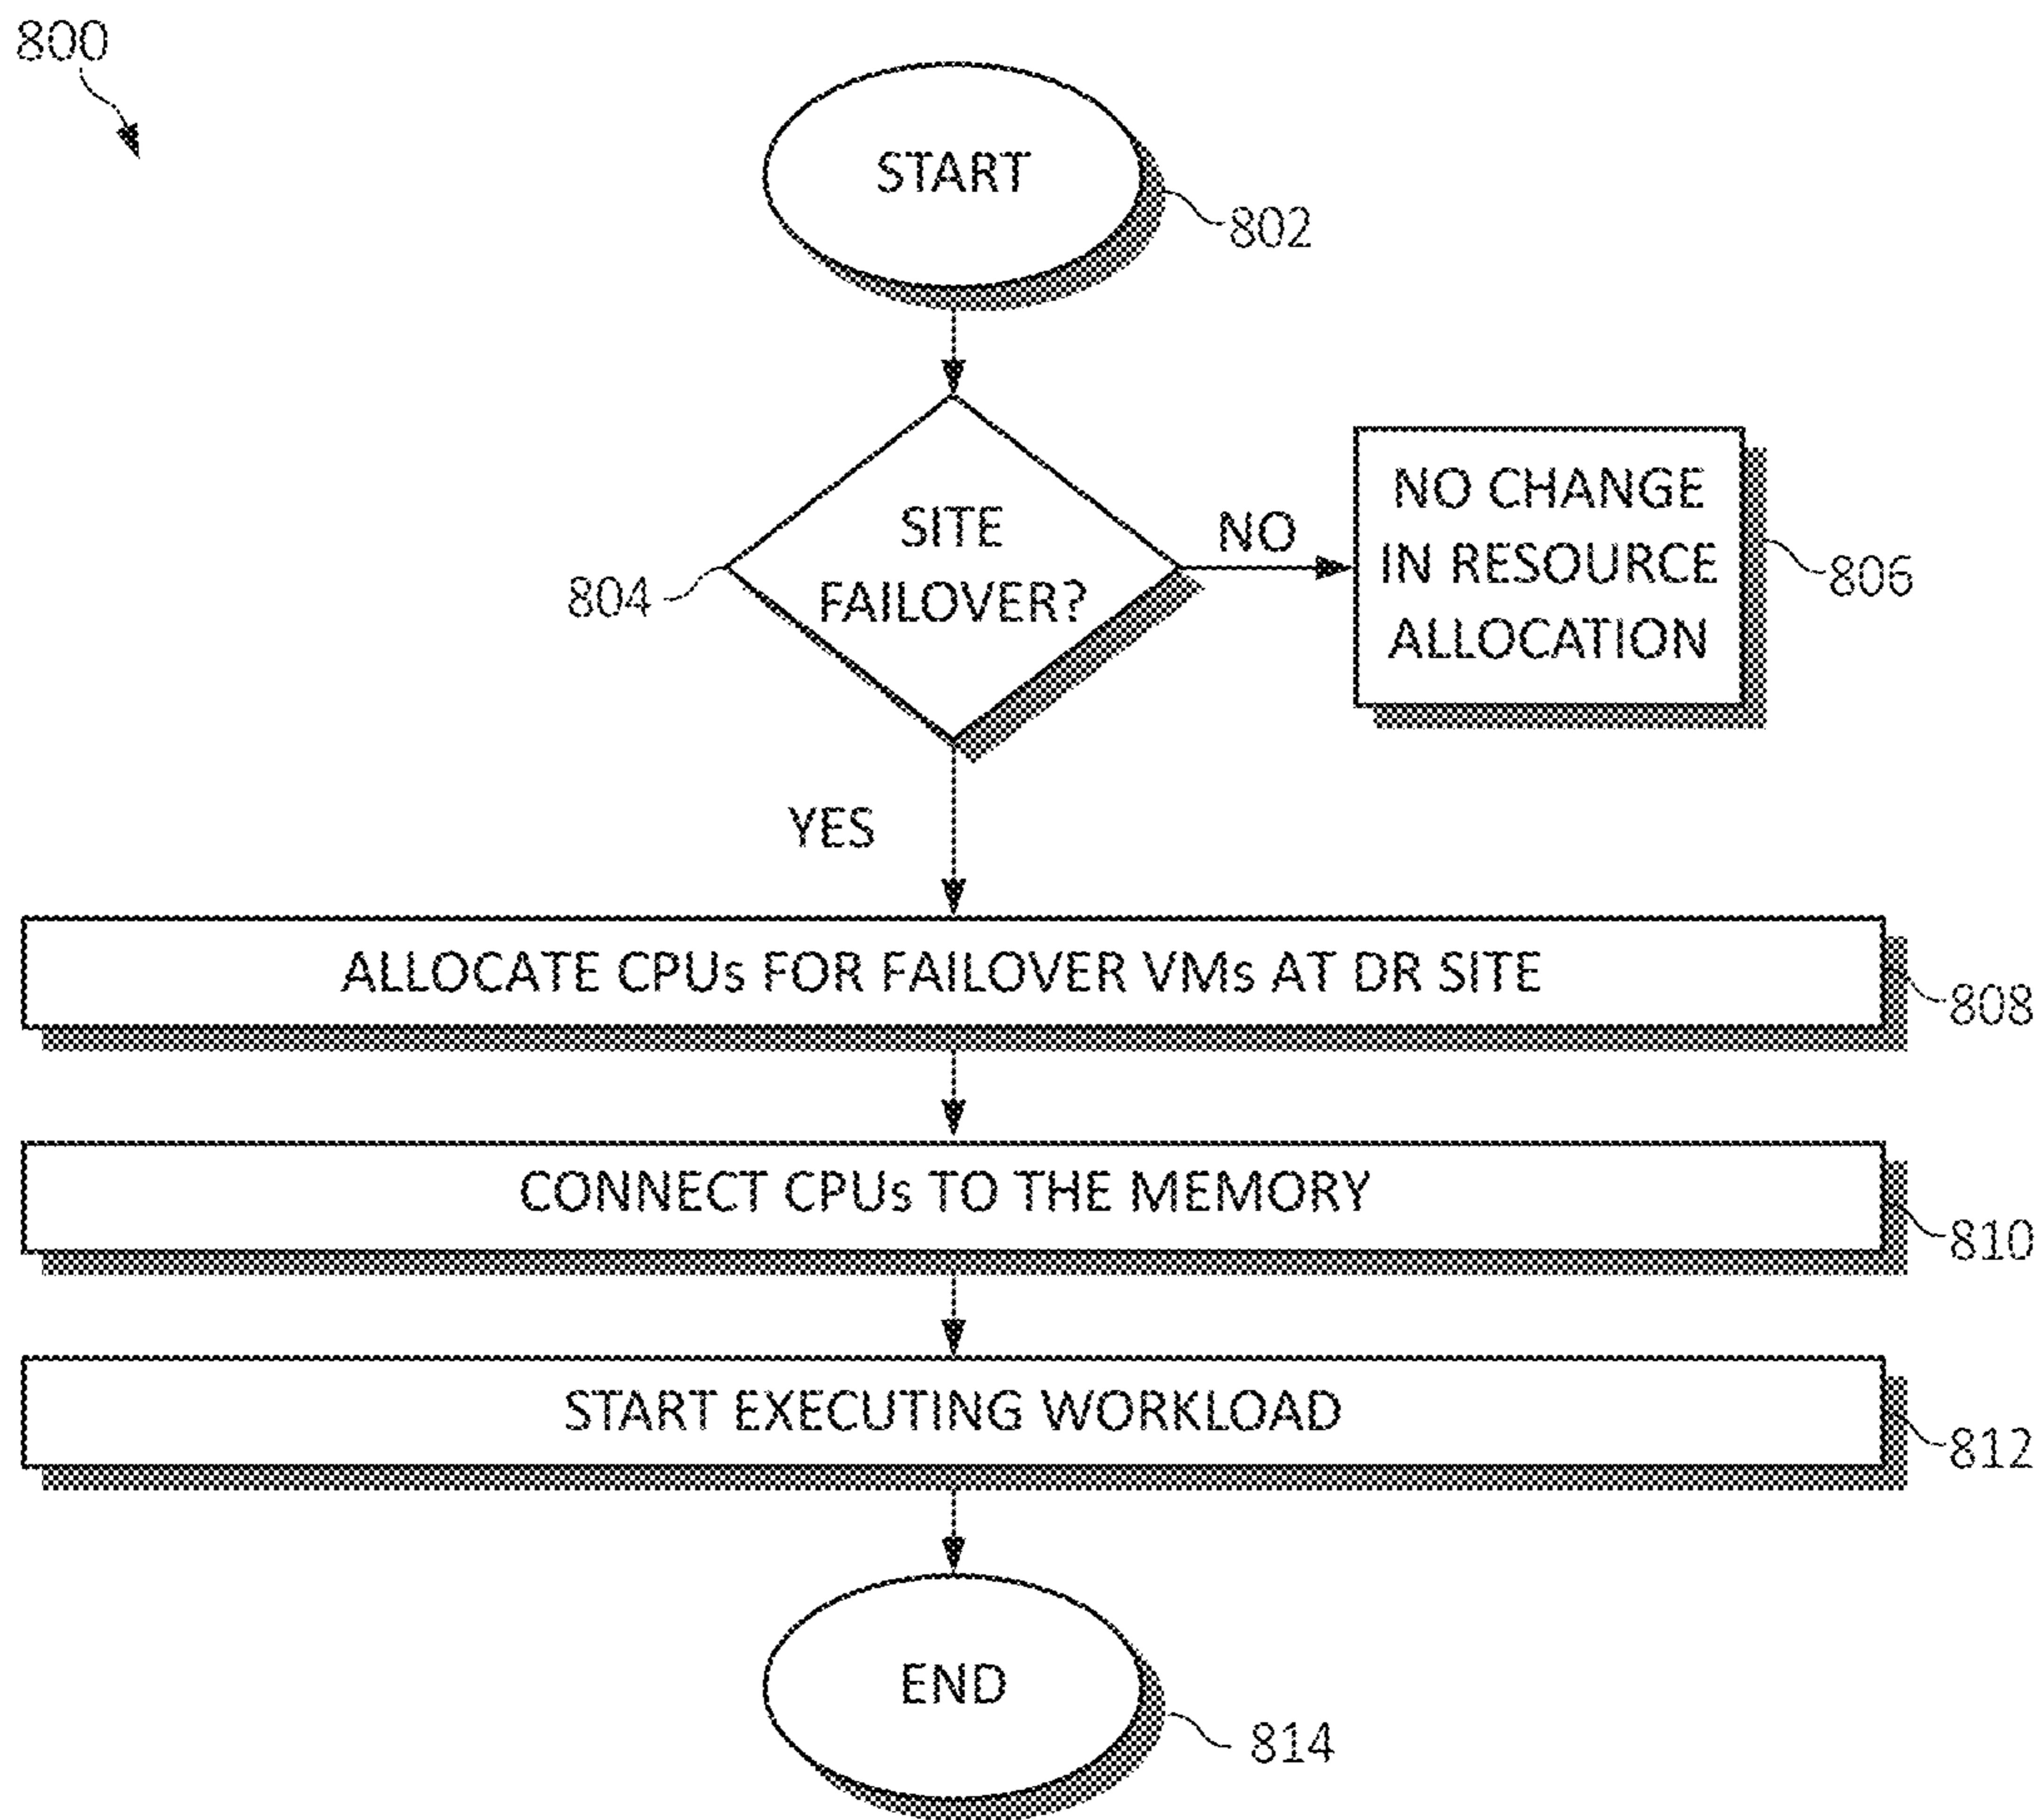 800
START
802
SITE
FAILOVER?
804
NO
NO CHANGE
IN RESOURCE
ALLOCATION
806
YES
ALLOCATE CPUs FOR FAILOVER VMs AT DR SITE
808
CONNECT CPUs TO THE MEMORY
810
START EXECUTING WORKLOAD
812
END
814